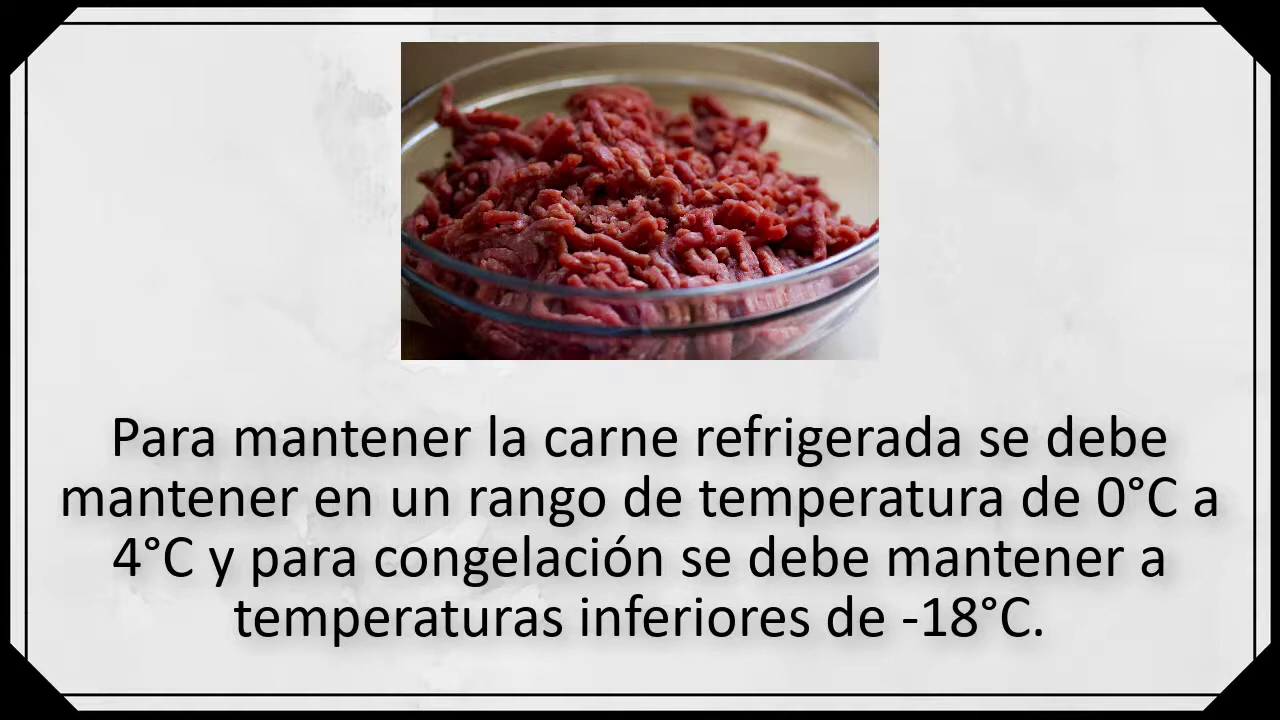 Para mantener la carne refrigerada se debe
mantener en un rango de temperatura de 0°C a
4°C y para congelación se debe mantener a
temperaturas inferiores de -18°C.